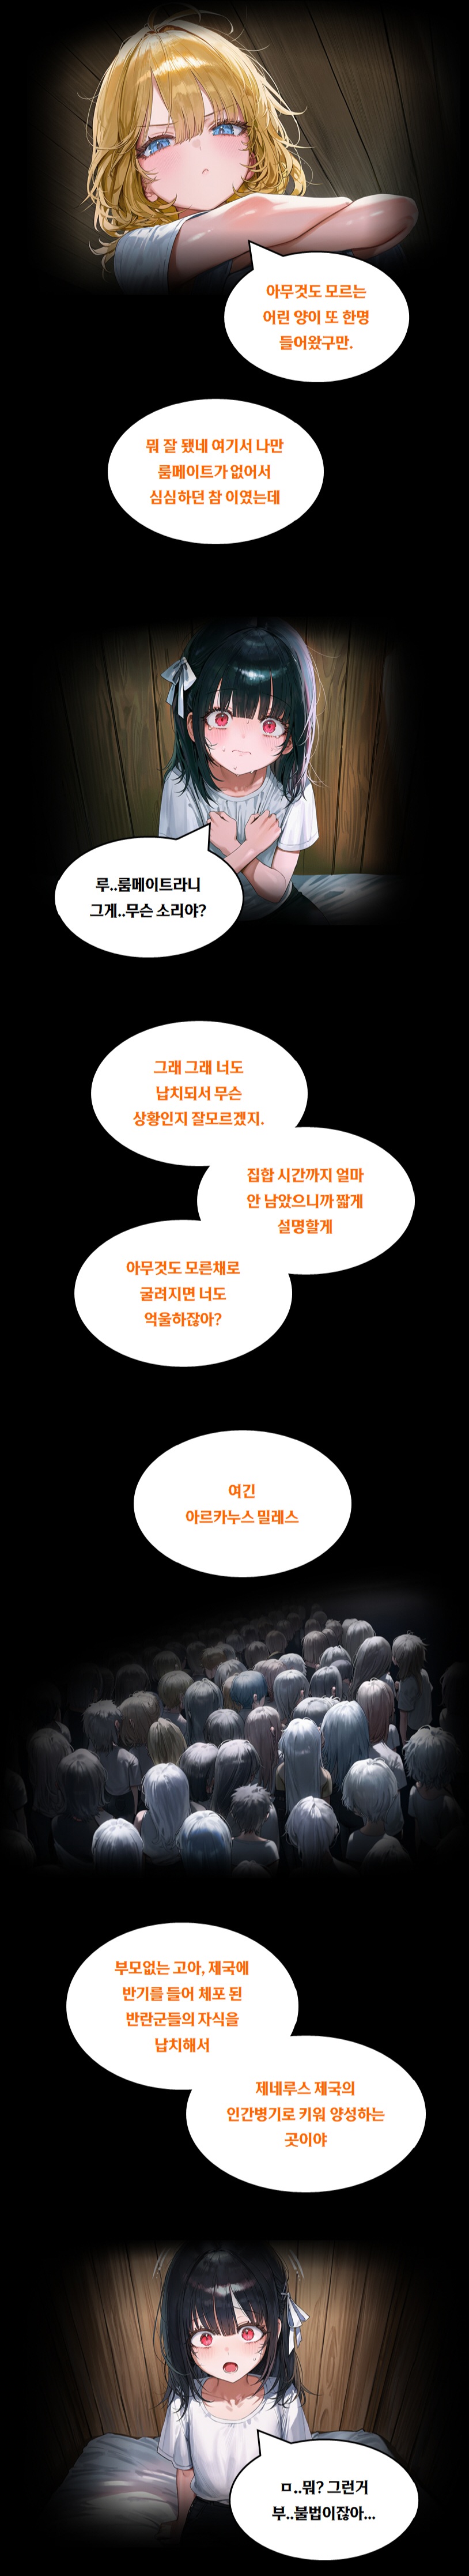 아무것도 모르는
어린 양이 또 한명
들어왔구만.
뭐 잘 됐네 여기서 나만
룸메이트가 없어서
심심하던 참 이였는데
루..룸메이트라니
그게..무슨 소리야?
그래 그래 너도
납치되서 무슨
상황인지 잘모르겠지.
집합 시간까지 얼마
안 남았으니까 짧게
설명할게
아무것도 모른채로
굴려지면 너도
억울하잖아?
여긴
아르카누스 밀레스
부모없는 고아, 제국에
반기를 들어 체포 된
반란군들의 자식을
납치해서
제네루스 제국의
인간병기로 키워 양성하는
곳이야
ㅁ..뭐? 그런거
부..불법이잖아...